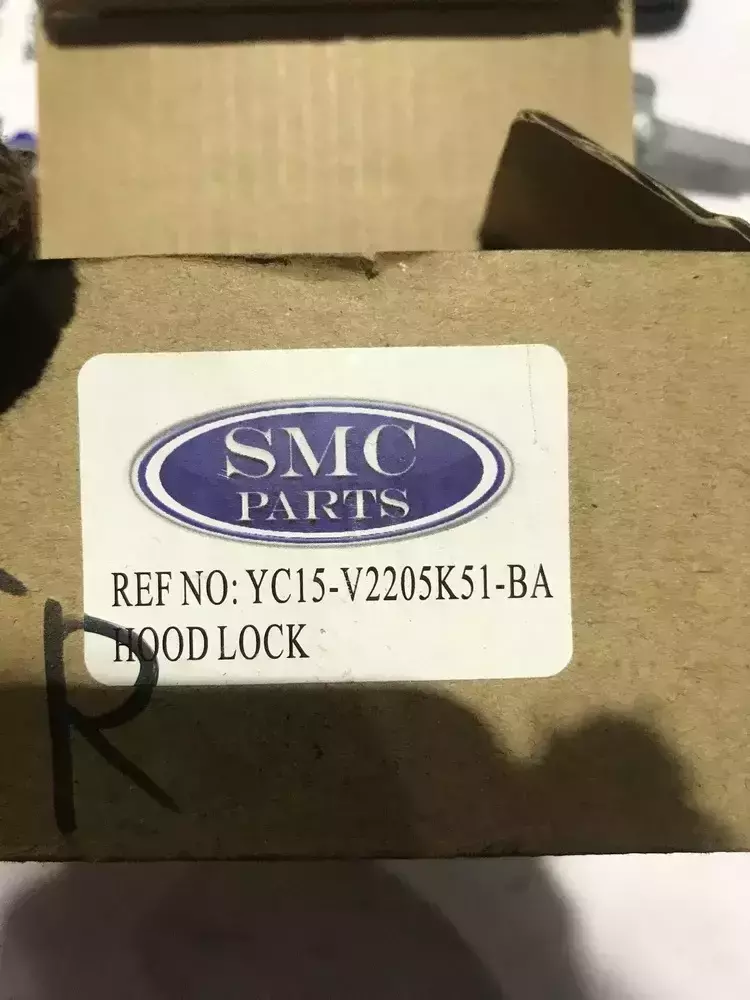 SMC
PARTS
REF NO: YC15-V2205K51-BA
HOOD LOCK
R